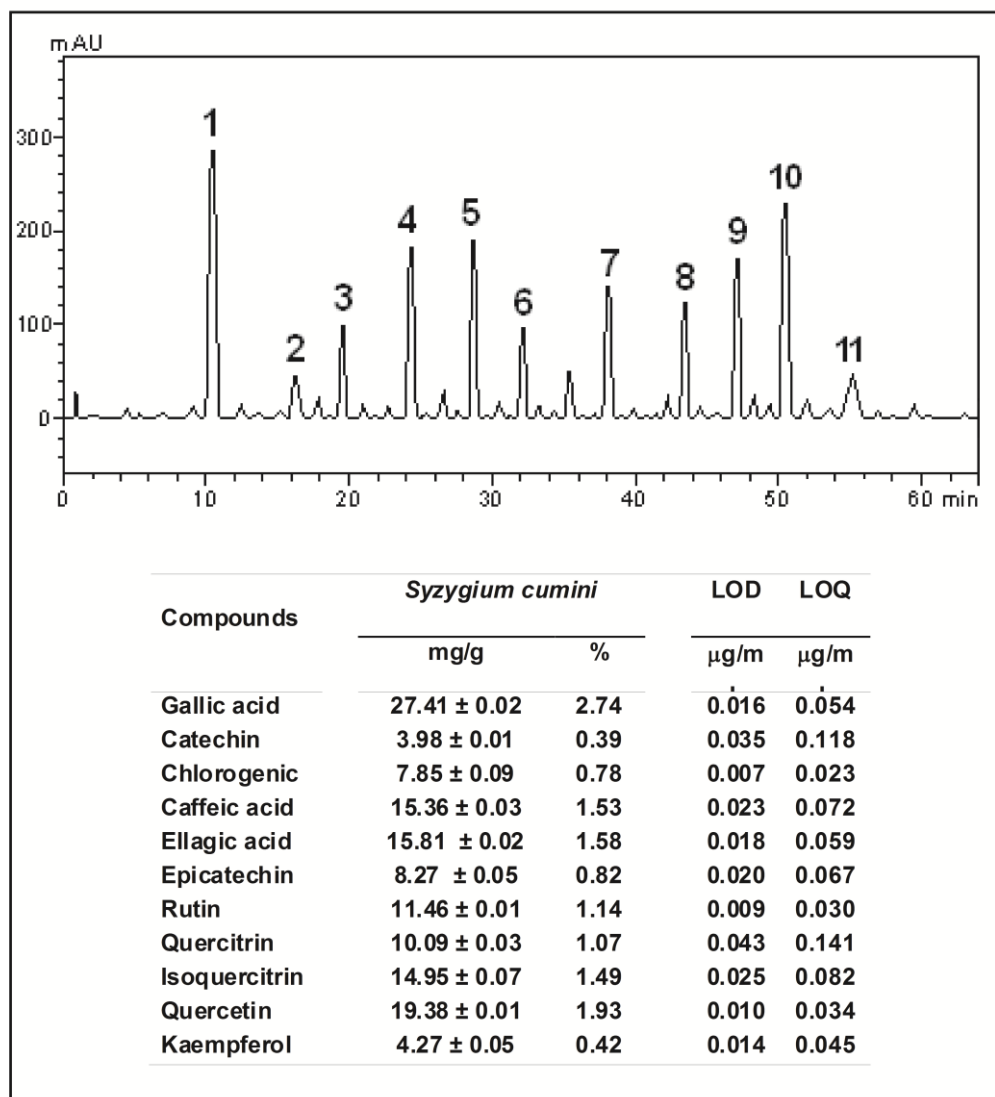 mAU
1
10
300
5
4
9
200
7
8
3
6
100
2
11
0
0 10 20 30 40 50 60 min
Syzygium cumini LOD LOQ
Compounds
mg/g % μg/m μg/m
Gallic acid 27.41 ± 0.02 2.74 0.016 0.054
Catechin 3.98 ± 0.01 0.39 0.035 0.118
Chlorogenic 7.85 ± 0.09 0.78 0.007 0.023
Caffeic acid 15.36 ± 0.03 1.53 0.023 0.072
Ellagic acid 15.81 ± 0.02 1.58 0.018 0.059
Epicatechin 8.27 ± 0.05 0.82 0.020 0.067
Rutin 11.46 ± 0.01 1.14 0.009 0.030
Quercitrin 10.09 ± 0.03 1.07 0.043 0.141
Isoquercitrin 14.95 ± 0.07 1.49 0.025 0.082
Quercetin 19.38 ± 0.01 1.93 0.010 0.034
Kaempferol 4.27 ± 0.05 0.42 0.014 0.045